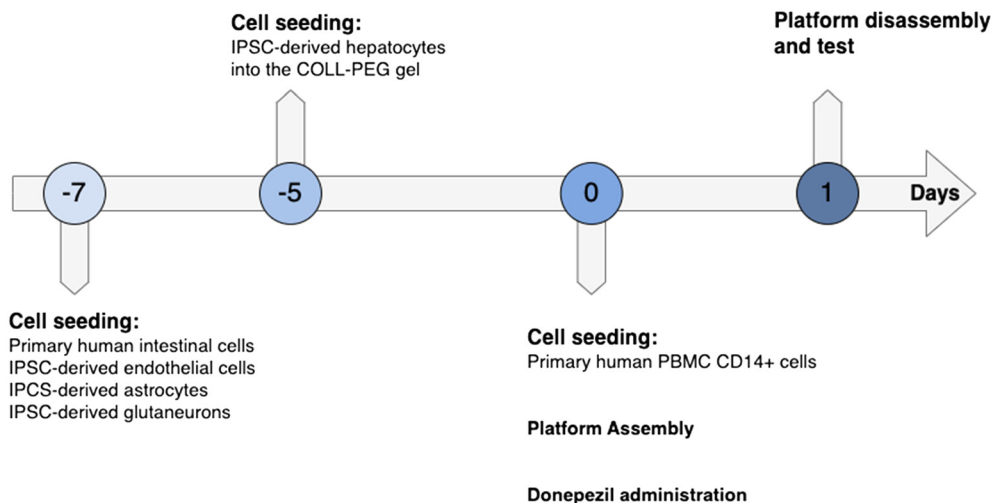 Cell seeding:
IPSC-derived hepatocytes
into the COLL-PEG gel
Platform disassembly
and test
-7
-5
0
1
Days
Cell seeding:
Primary human intestinal cells
IPSC-derived endothelial cells
IPCS-derived astrocytes
IPSC-derived glutaneurons
Cell seeding:
Primary human PBMC CD14+ cells
Platform Assembly
Donepezil administration